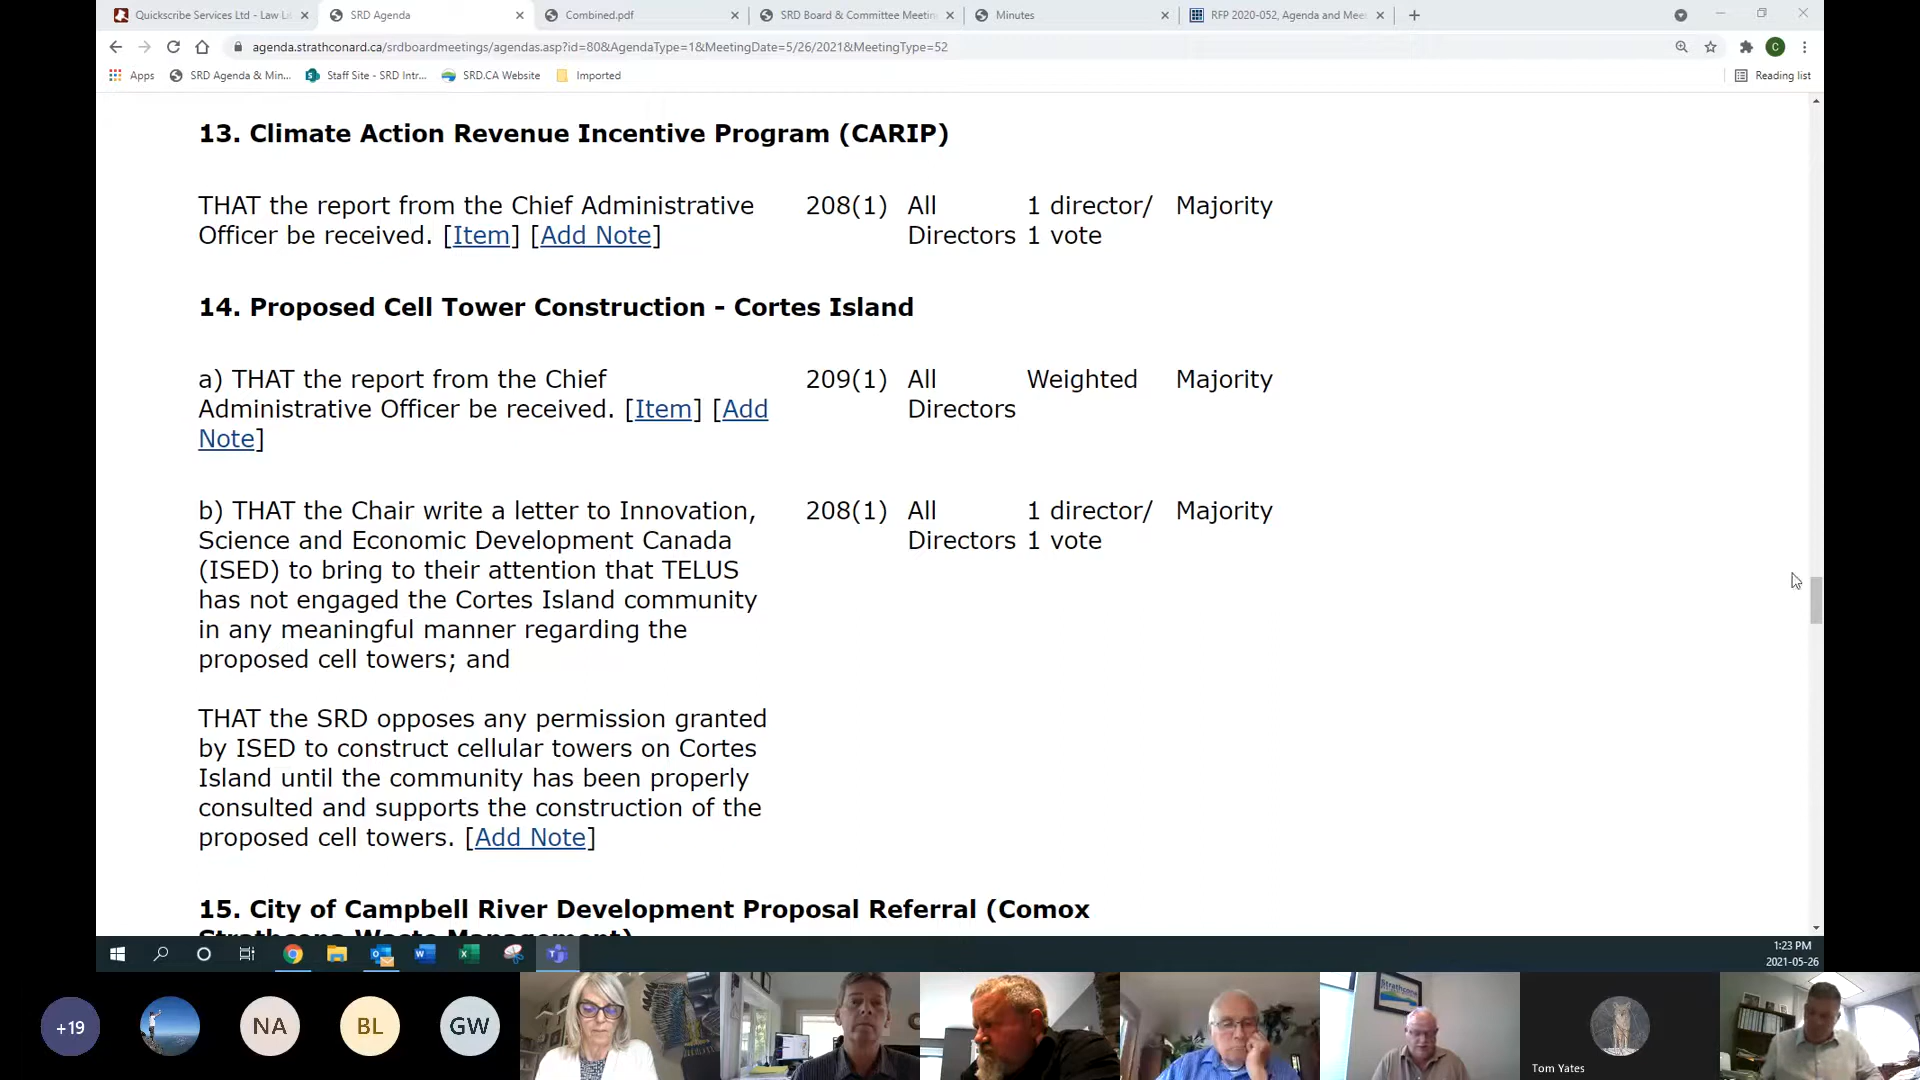 Quickscribe Services Ltd - Law Li
SRD Agenda
Combined.pdf
SRD Board & Committee Meetin
Minutes
RFP 2020-052, Agenda and Mee
agenda.strathconard.ca/srdboardmeetings/agendas.asp?id=80&AgendaType=1&MeetingDate=5/26/2021&MeetingType=52
C
Apps
SRD Agenda & Min...
Staff Site - SRD Intr...
SRD.CA Website
Imported
Reading list
13. Climate Action Revenue Incentive Program (CARIP)
THAT the report from the Chief Administrative 208(1) All 1 director/ Majority
Officer be received. [Item] [Add Note] Directors 1 vote
14. Proposed Cell Tower Construction - Cortes Island
a) THAT the report from the Chief 209(1) All Weighted Majority
Administrative Officer be received. [Item] [Add Directors
Note]
b) THAT the Chair write a letter to Innovation, 208(1) All 1 director/ Majority
Science and Economic Development Canada Directors 1 vote
(ISED) to bring to their attention that TELUS
has not engaged the Cortes Island community
in any meaningful manner regarding the
proposed cell towers; and
THAT the SRD opposes any permission granted
by ISED to construct cellular towers on Cortes
Island until the community has been properly
consulted and supports the construction of the
proposed cell towers. [Add Note]
15. City of Campbell River Development Proposal Referral (Comox
Strathcona Waste Management)
1:23 PM
2021-05-26
+19
NA
BL
GW
Strathcona
Tom Yates